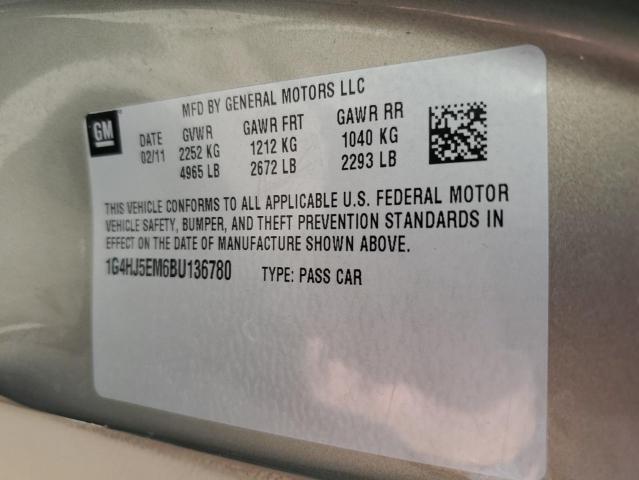 GM
MFD BY GENERAL MOTORS LLC
DATE GVWR GAWR FRT GAWR RR
02/11 2252 KG 1212 KG 1040 KG
4965 LB 2672 LB 2293 LB
THIS VEHICLE CONFORMS TO ALL APPLICABLE U.S. FEDERAL MOTOR
VEHICLE SAFETY, BUMPER, AND THEFT PREVENTION STANDARDS IN
EFFECT ON THE DATE OF MANUFACTURE SHOWN ABOVE.
1G4HJ5EM6BU136780 TYPE: PASS CAR